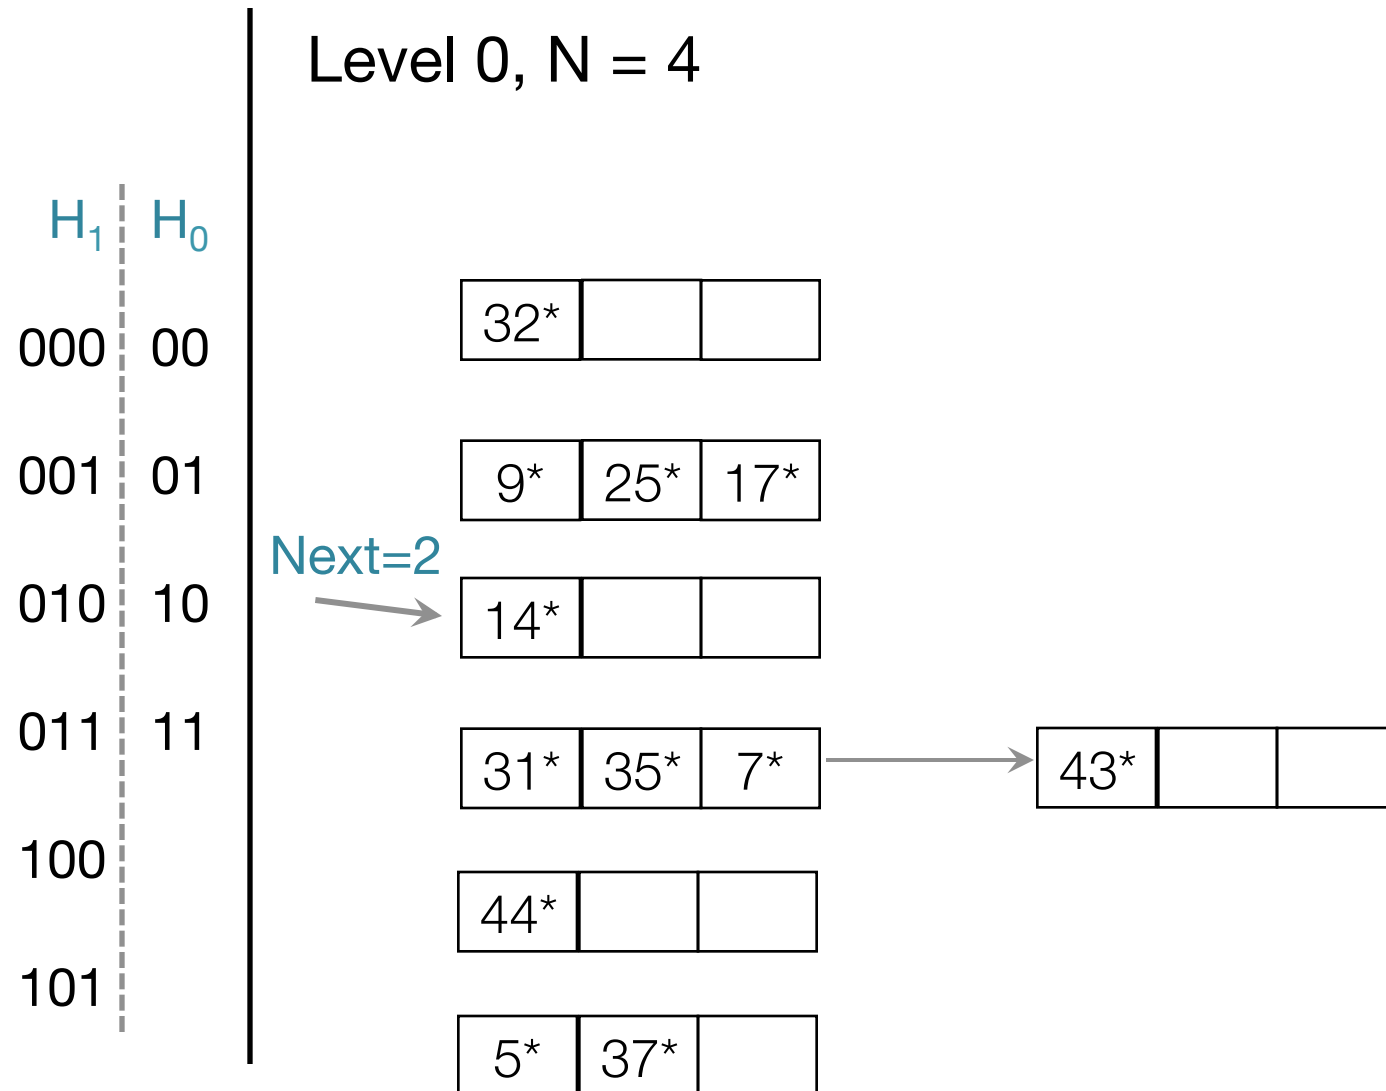 Level 0, N = 4
H₁ H₀
000 00 32*
001 01 9* 25* 17*
Next=2
010 10 14*
011 11 31* 35* 7* 43*
100 44*
101 5* 37*